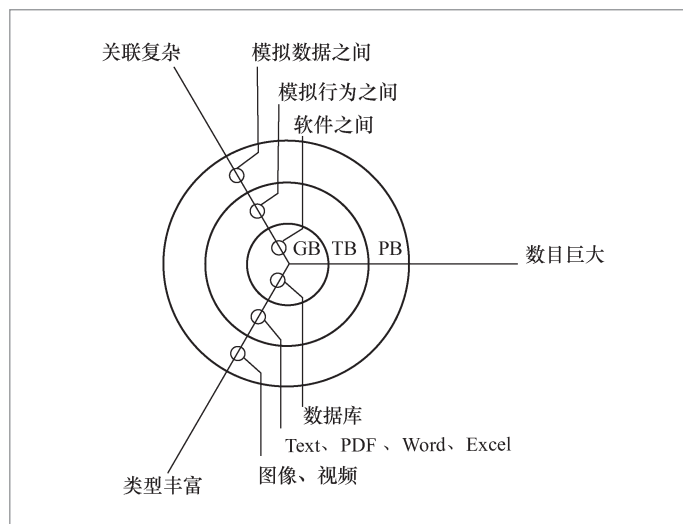 关联复杂
模拟数据之间
模拟行为之间
软件之间
GB TB PB
数目巨大
数据库
Text、PDF 、Word、Excel
图像、视频
类型丰富